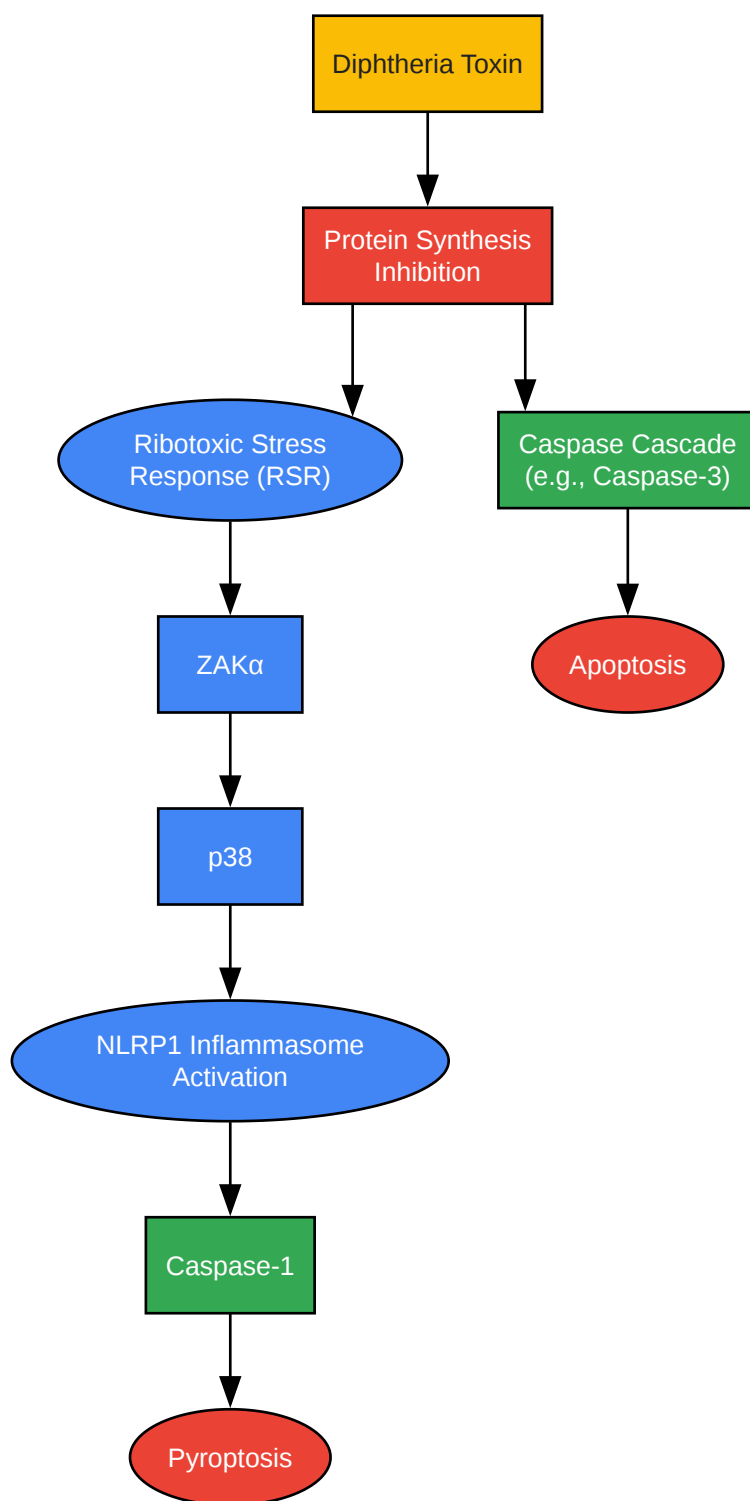 Diphtheria Toxin
Protein Synthesis
Inhibition
Ribotoxic Stress
Response (RSR)
Caspase Cascade
(e.g., Caspase-3)
ZAKα
Apoptosis
p38
NLRP1 Inflammasome
Activation
Caspase-1
Pyroptosis